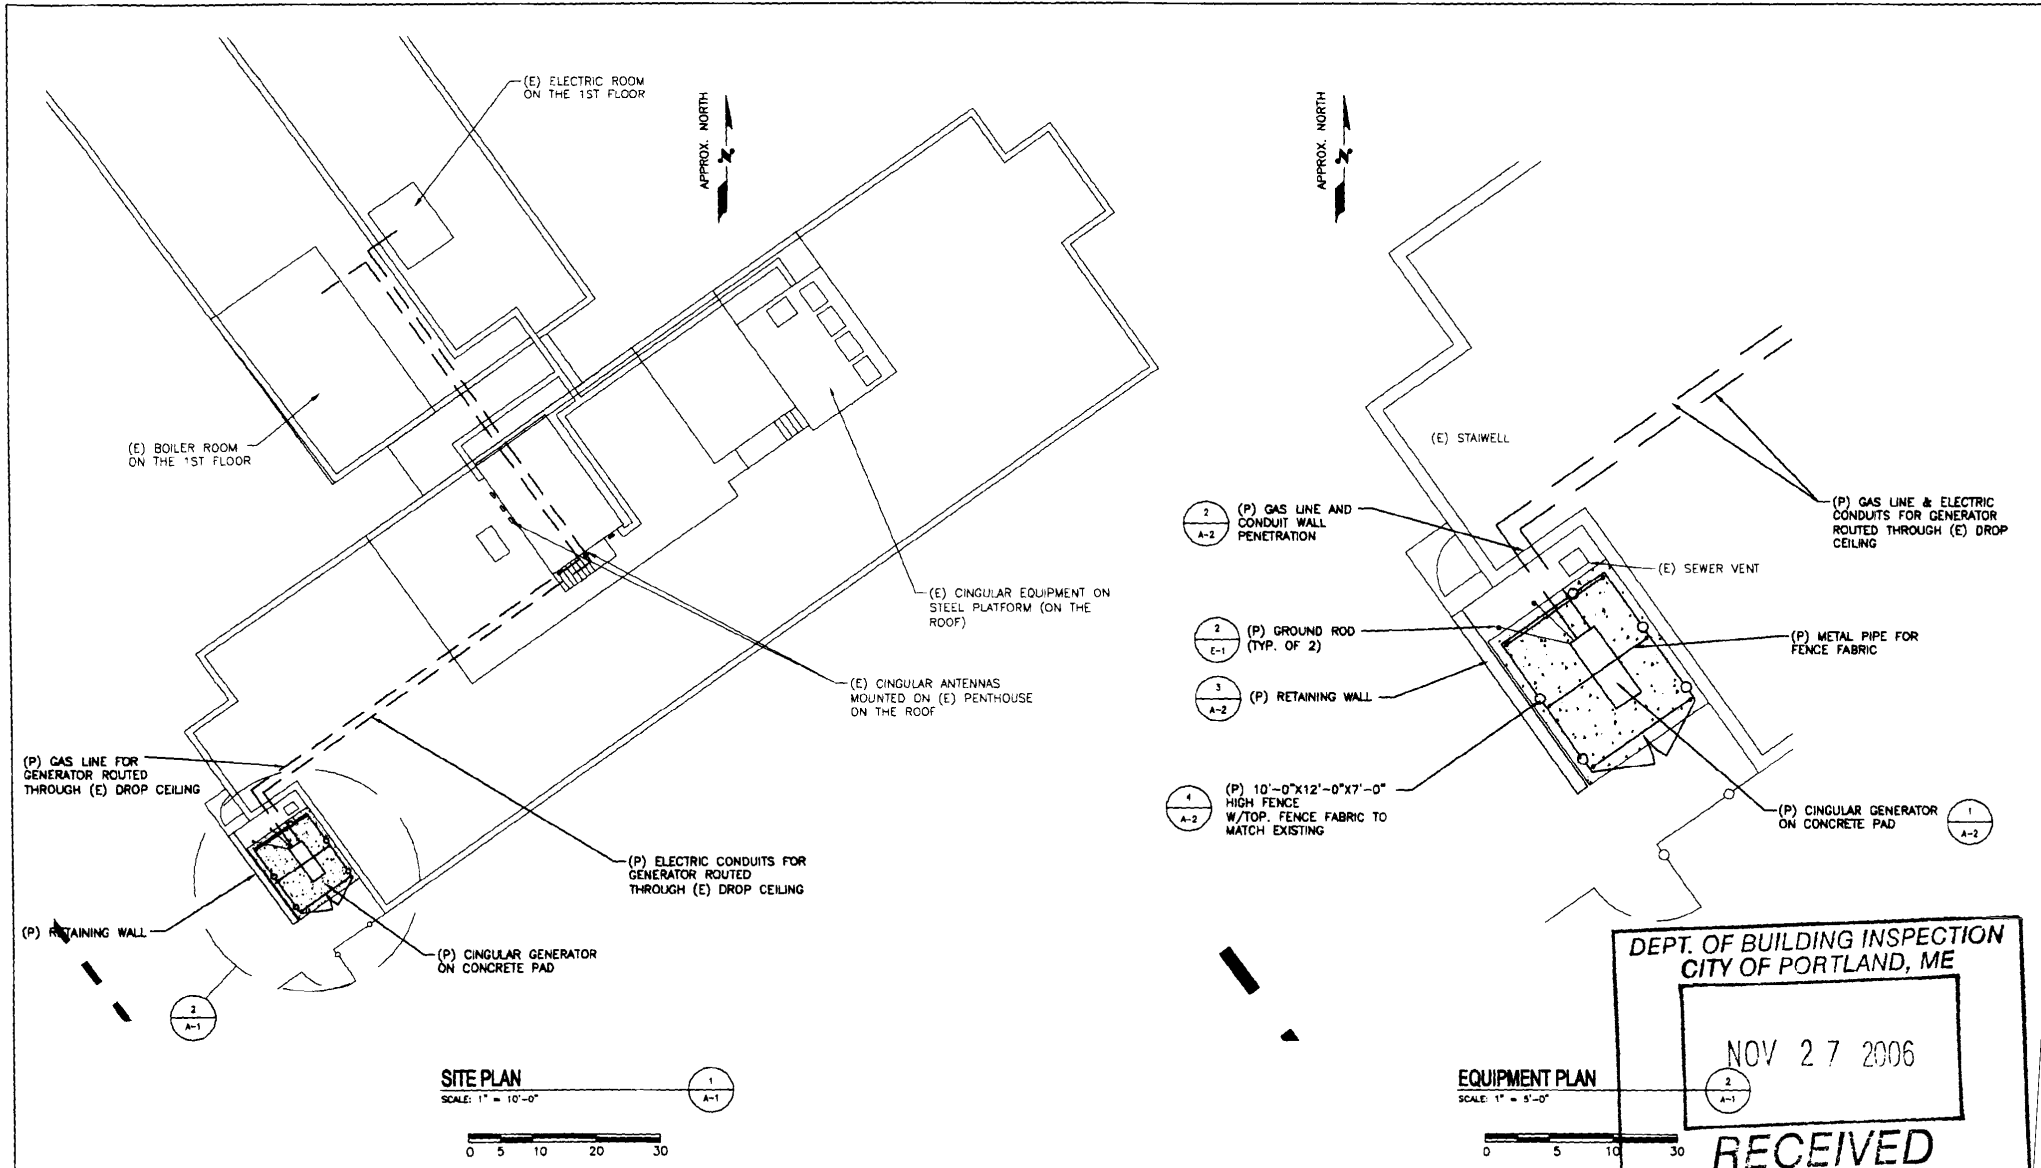 (E) ELECTRIC ROOM
ON THE 1ST FLOOR
APPROX. NORTH
N
(E) BOILER ROOM
ON THE 1ST FLOOR
(E) CINGULAR EQUIPMENT ON
STEEL PLATFORM (ON THE
ROOF)
(E) CINGULAR ANTENNAS
MOUNTED ON (E) PENTHOUSE
ON THE ROOF
(P) GAS LINE FOR
GENERATOR ROUTED
THROUGH (E) DROP CEILING
(P) ELECTRIC CONDUITS FOR
GENERATOR ROUTED
THROUGH (E) DROP CEILING
(P) RETAINING WALL
(P) CINGULAR GENERATOR
ON CONCRETE PAD
2
A-1
SITE PLAN
SCALE: 1" = 10'-0"
1
A-1
0 5 10 20 30
APPROX. NORTH
N
(E) STAIWELL
2
A-2
(P) GAS LINE AND
CONDUIT WALL
PENETRATION
(P) GAS LINE & ELECTRIC
CONDUITS FOR GENERATOR
ROUTED THROUGH (E) DROP
CEILING
(E) SEWER VENT
2
E-1
(P) GROUND ROD
(TYP. OF 2)
(P) METAL PIPE FOR
FENCE FABRIC
3
A-2
(P) RETAINING WALL
4
A-2
(P) 10'-0"X12'-0"X7'-0"
HIGH FENCE
W/TOP. FENCE FABRIC TO
MATCH EXISTING
(P) CINGULAR GENERATOR
ON CONCRETE PAD
1
A-2
EQUIPMENT PLAN
SCALE: 1" = 5'-0"
2
A-1
0 5 10 30
DEPT. OF BUILDING INSPECTION
CITY OF PORTLAND, ME
NOV 27 2006
RECEIVED